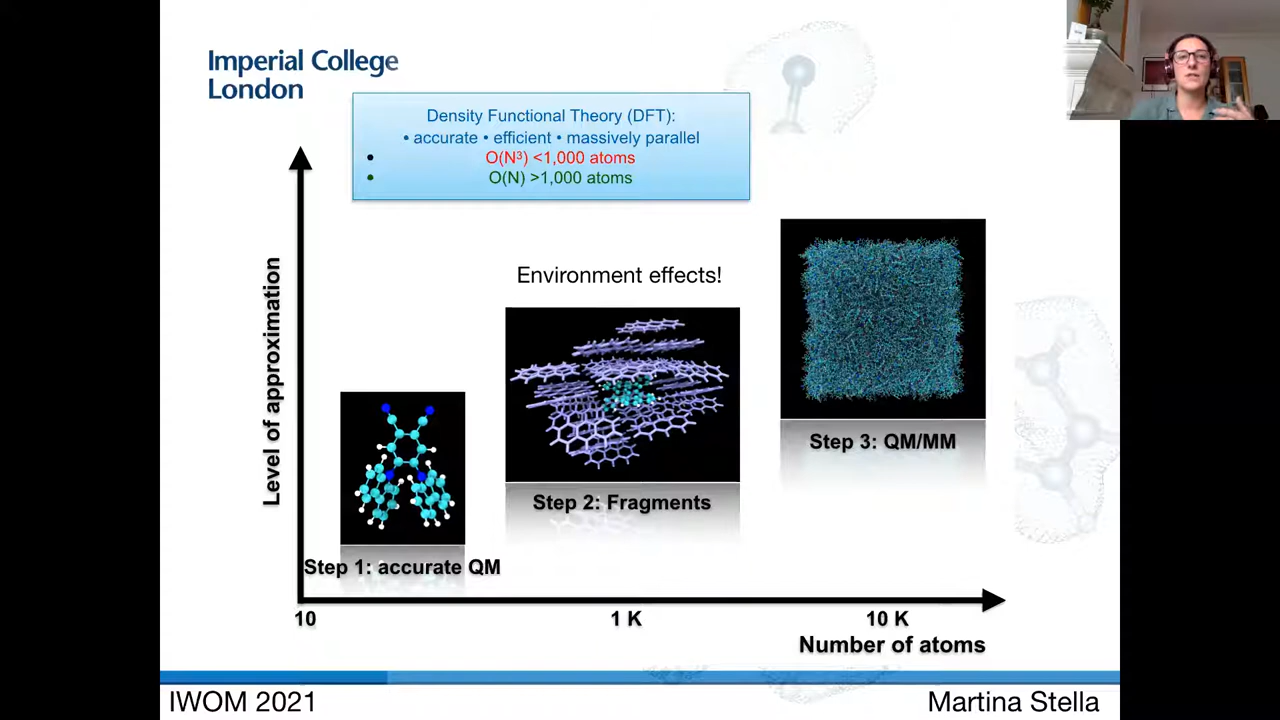 Imperial College
London
Density Functional Theory (DFT):
• accurate • efficient • massively parallel
• O(N³) <1,000 atoms
• O(N) >1,000 atoms
Level of approximation
Environment effects!
Step 1: accurate QM
Step 2: Fragments
Step 3: QM/MM
10
1 K
10 K
Number of atoms
IWOM 2021
Martina Stella